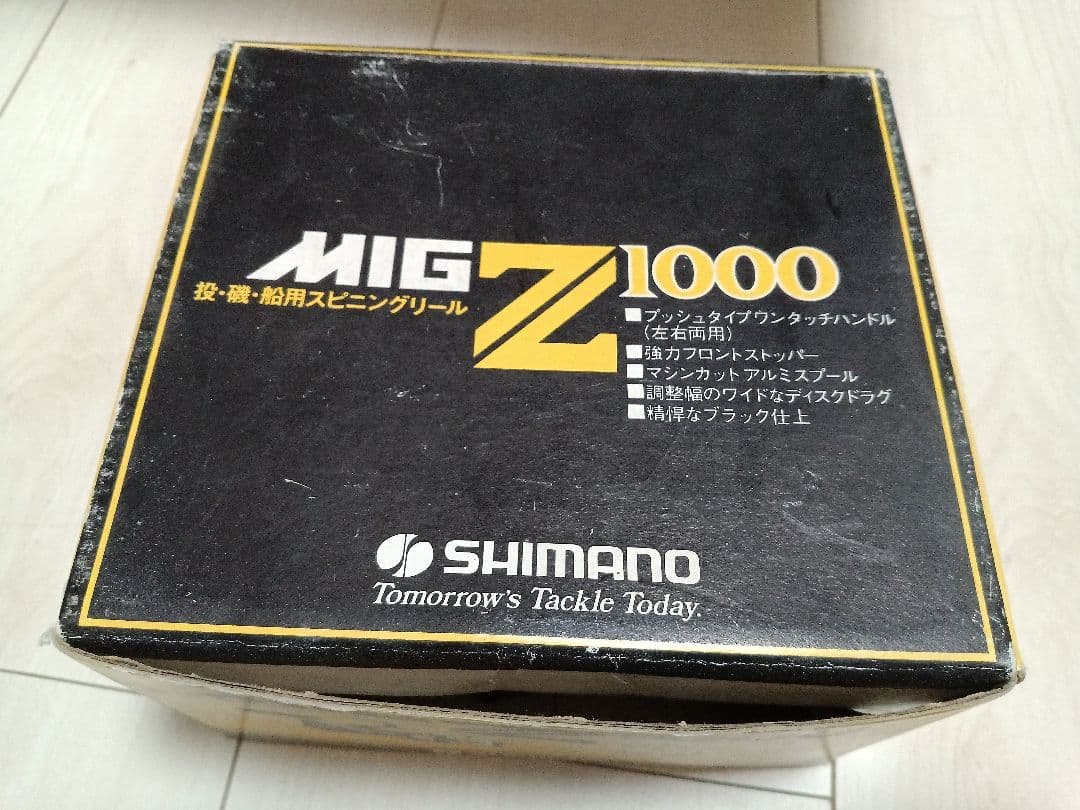 MIG Z 1000
投・磯・船用スピニングリール
■プッシュタイプワンタッチハンドル
(左右両用)
■強力フロントストッパー
■マシンカットアルミスプール
■調整幅のワイドなディスクドラグ
■精悍なブラック仕上
SHIMANO
Tomorrow's Tackle Today.